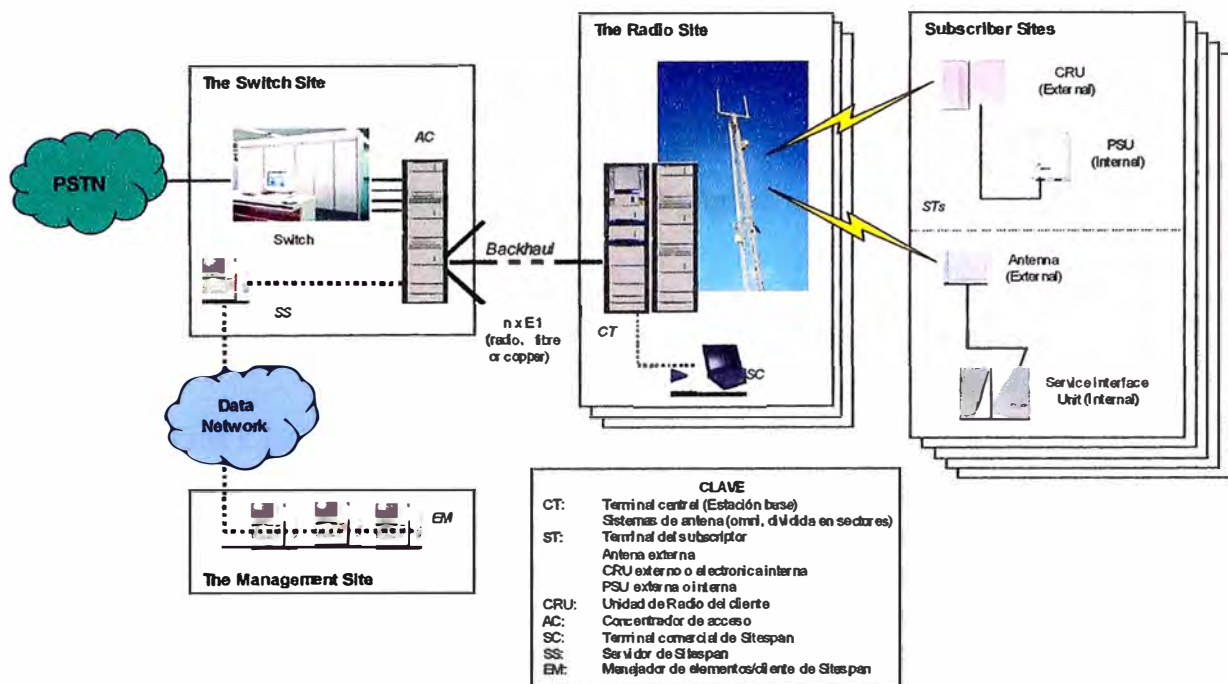 The Switch Site
AC
PSTN
Switch
SS
Backhaul
n x E1
(radio, fibre
or copper)
Data
Network
EM
The Management Site
The Radio Site
CT
SC
Subscriber Sites
CRU
(External)
PSU
(Internal)
STs
Antenna
(External)
Service Interface
Unit (Internal)
CLAVE
CT: Terminal central (Estación base)
Sistemas de antena (omni, dividida en sectores)
ST: Terminal del subscriptor
Antena externa
CRU externo o electronica interna
PSU externa o interna
CRU: Unidad de Radio del cliente
AC: Concentrador de acceso
SC: Terminal comercial de Sitespan
SS: Servidor de Sitespan
EM: Manejador de elementos/cliente de Sitespan